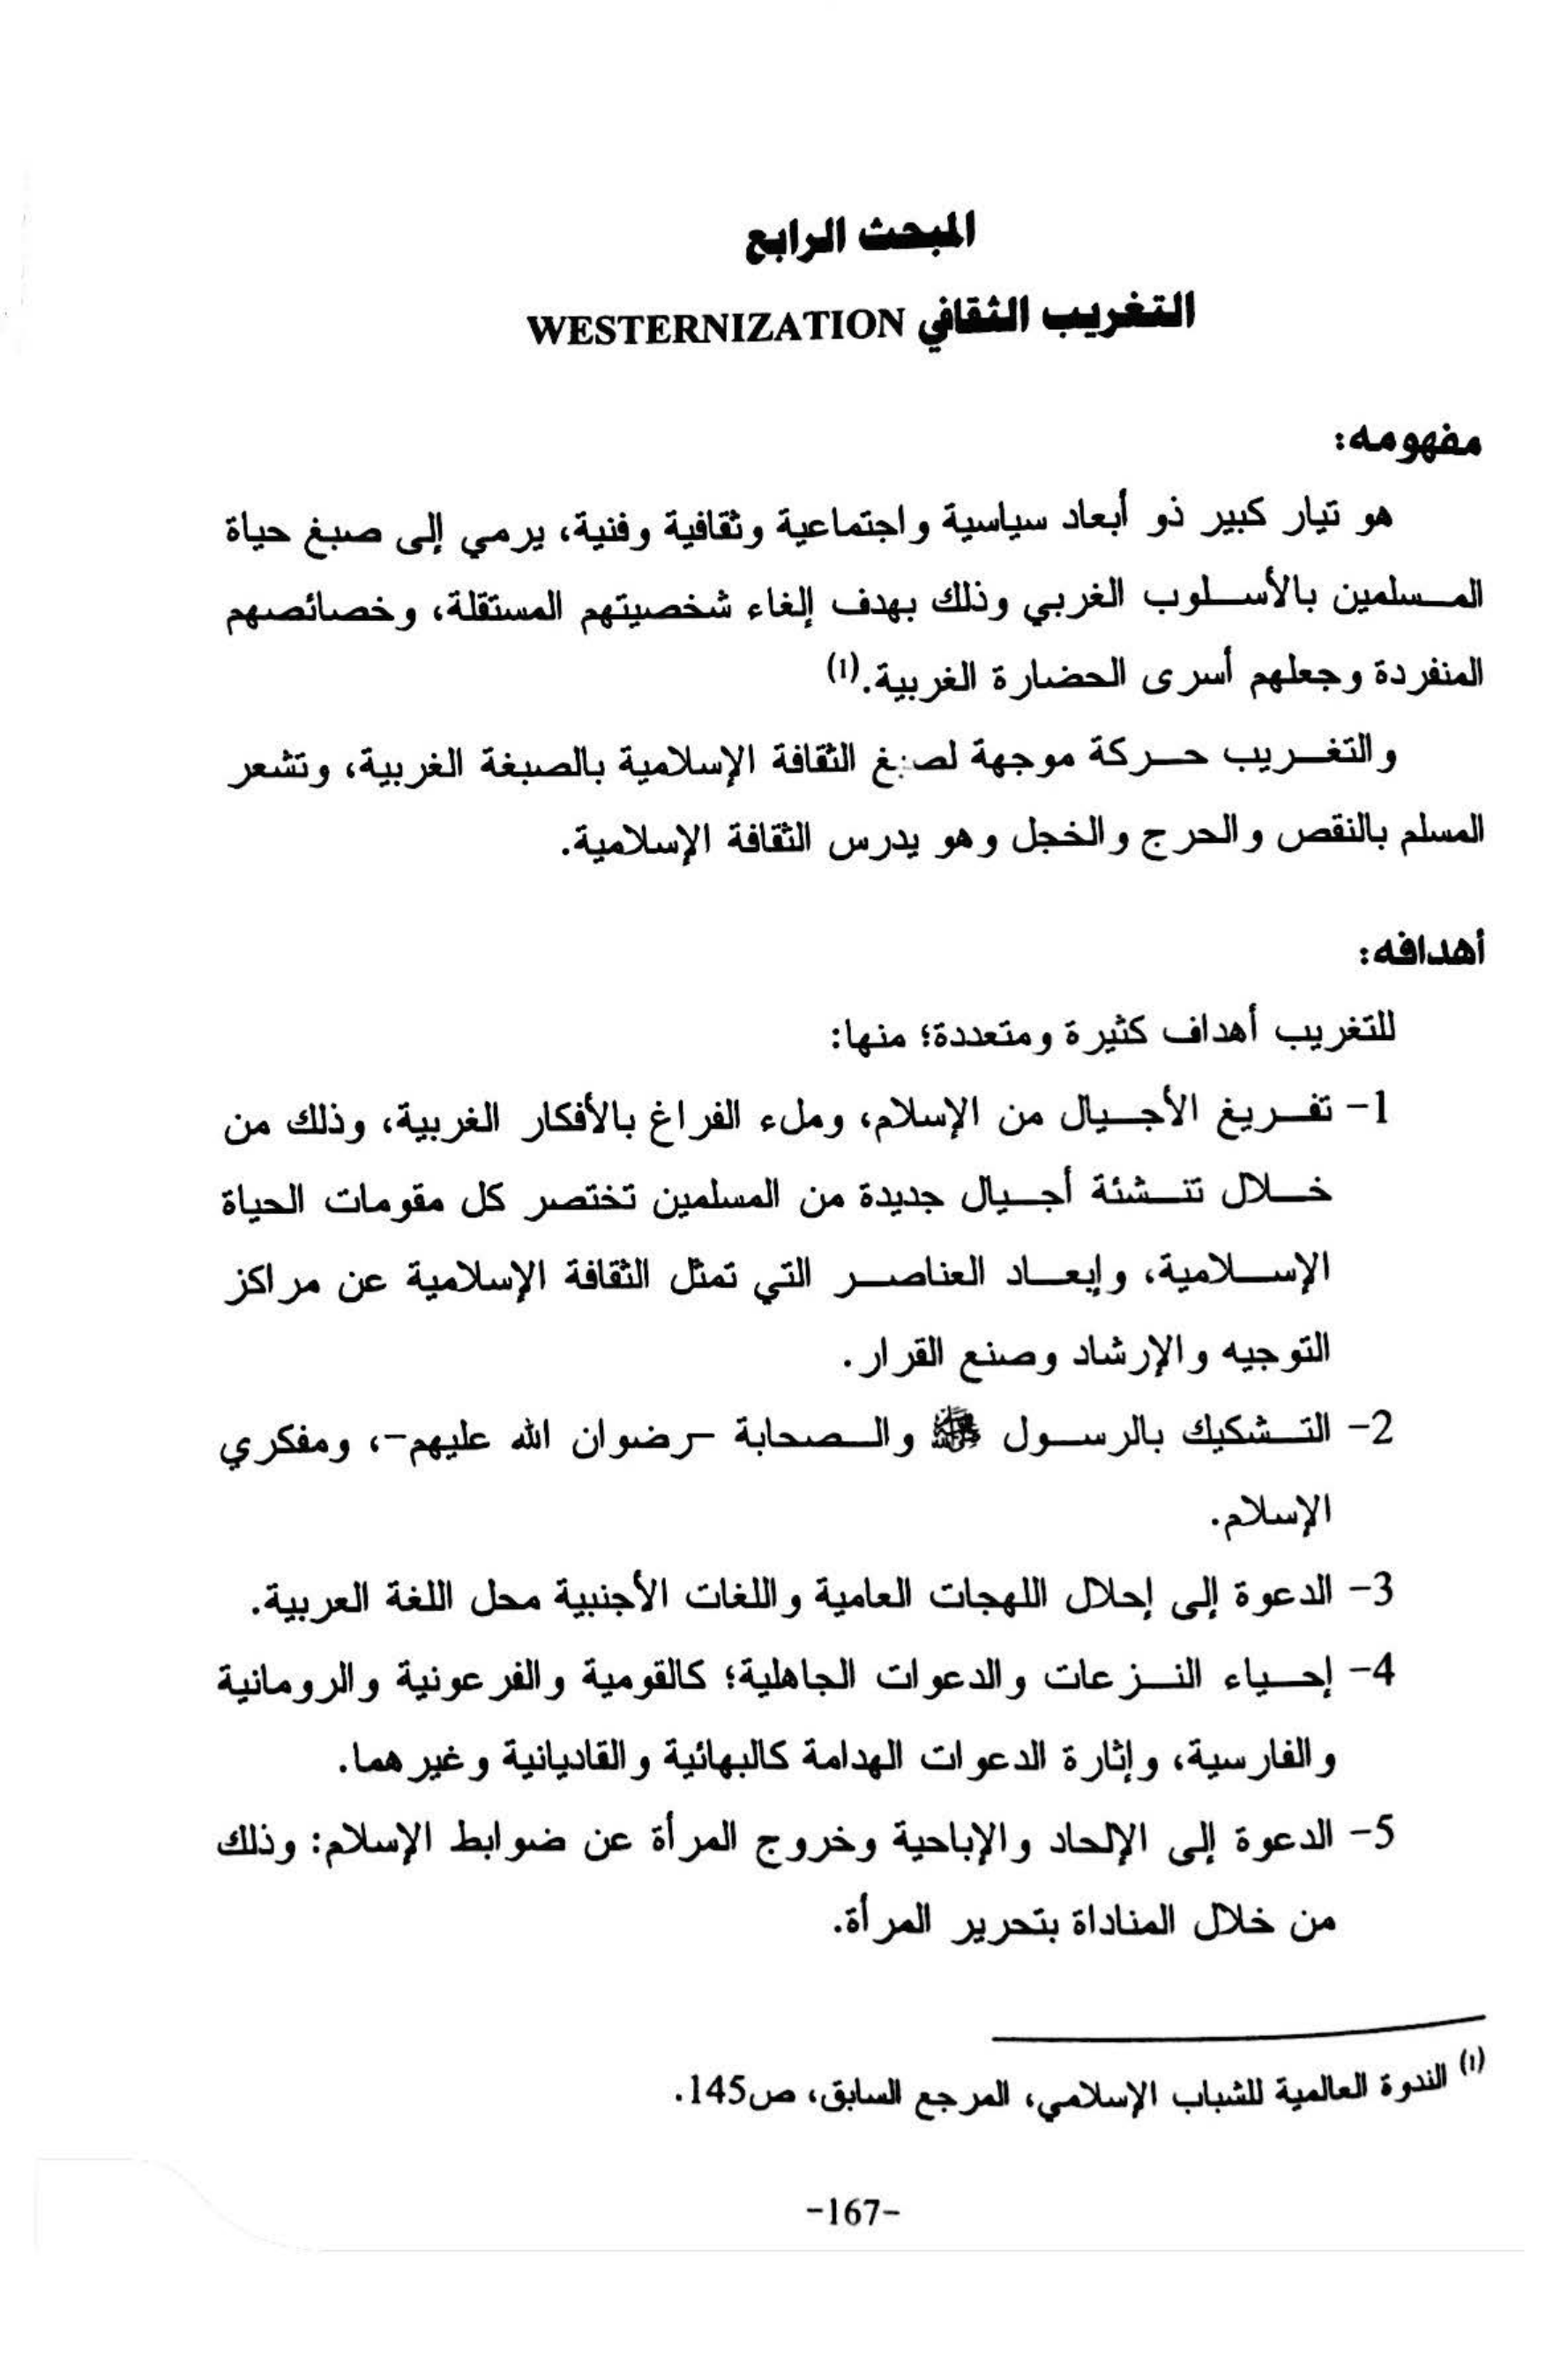 المبحث الرابع
التغريب الثقافي WESTERNIZATION
مفهومه:
هو تيار كبير ذو أبعاد سياسية واجتماعية وثقافية وفنية، يرمي إلى صبغ حياة
المسلمين بالأسلوب الغربي وذلك بهدف إلغاء شخصيتهم المستقلة، وخصائصهم
المنفردة وجعلهم أسرى الحضارة الغربية.(1)
والتغريب حركة موجهة لصبغ الثقافة الإسلامية بالصبغة الغربية، وتشعر
المسلم بالنقص والحرج والخجل وهو يدرس الثقافة الإسلامية.
أهدافه:
للتغريب أهداف كثيرة ومتعددة؛ منها:
1- تفريغ الأجيال من الإسلام، وملء الفراغ بالأفكار الغربية، وذلك من
خلال تنشئة أجيال جديدة من المسلمين تختصر كل مقومات الحياة
الإسلامية، وإبعاد العناصر التي تمثل الثقافة الإسلامية عن مراكز
التوجيه والإرشاد وصنع القرار.
2- التشكيك بالرسول ﷺ والصحابة -رضوان الله عليهم-، ومفكري
الإسلام.
3- الدعوة إلى إحلال اللهجات العامية واللغات الأجنبية محل اللغة العربية.
4- إحياء النزعات والدعوات الجاهلية؛ كالقومية والفرعونية والرومانية
والفارسية، وإثارة الدعوات الهدامة كالبهائية والقاديانية وغيرهما.
5- الدعوة إلى الإلحاد والإباحية وخروج المرأة عن ضوابط الإسلام: وذلك
من خلال المناداة بتحرير المرأة.
(1) الندوة العالمية للشباب الإسلامي، المرجع السابق، ص145.
-167-